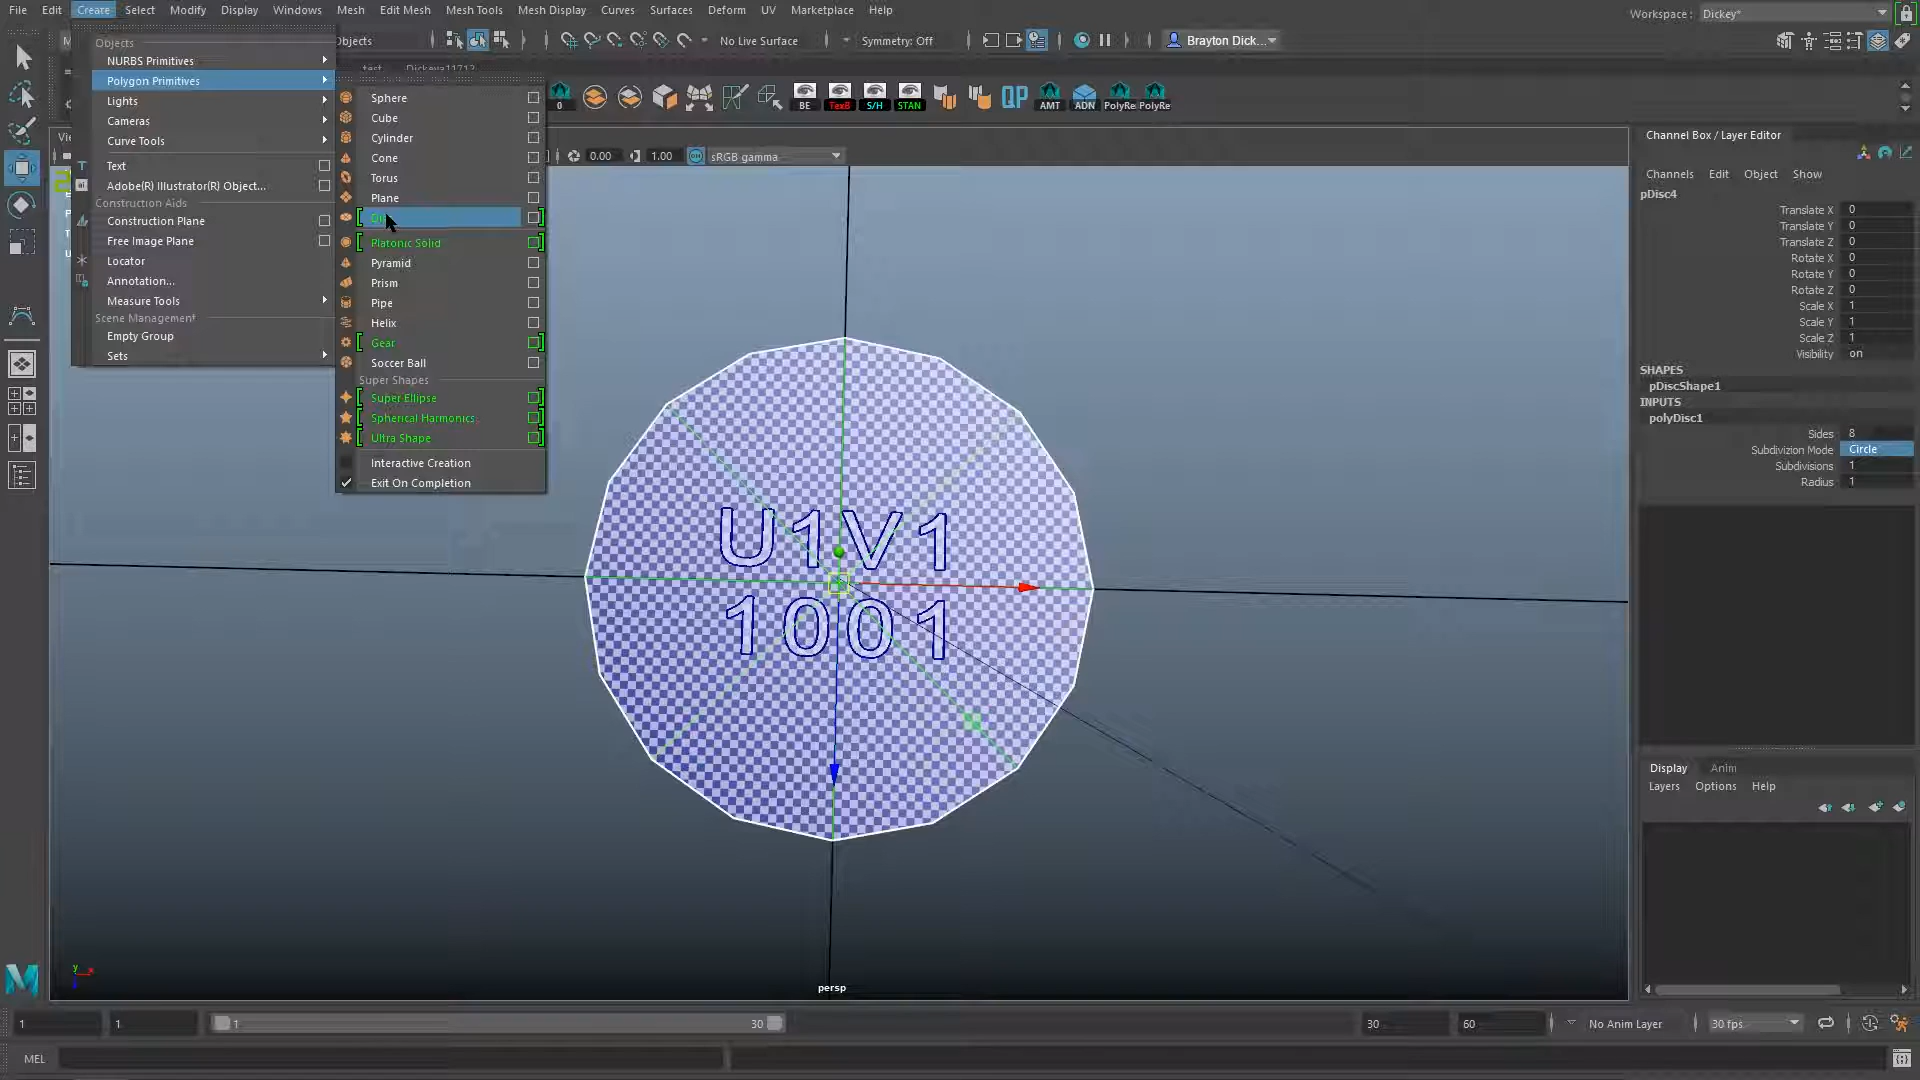 File Edit Create Select Modify Display Windows Mesh Edit Mesh Mesh Tools Mesh Display Curves Surfaces Deform UV Marketplace Help
Workspace : Dickey*
Objects
No Live Surface
Symmetry: Off
Brayton Dick...
Objects
NURBS Primitives
Polygon Primitives
Lights
Cameras
Curve Tools
Text
Adobe(R) Illustrator(R) Object...
Construction Aids
Construction Plane
Free Image Plane
Locator
Annotation...
Measure Tools
Scene Management
Empty Group
Sets
Sphere
Cube
Cylinder
Cone
Torus
Plane
Platonic Solid
Pyramid
Prism
Pipe
Helix
Gear
Soccer Ball
Super Shapes
Super Ellipse
Spherical Harmonics
Ultra Shape
Interactive Creation
Exit On Completion
0 BE TexB S/H STAN QP AMT ADN PolyRe PolyRe
0.00 1.00 sRGB gamma
U1V1
1001
persp
Channel Box / Layer Editor
Channels Edit Object Show
pDisc4
Translate X 0
Translate Y 0
Translate Z 0
Rotate X 0
Rotate Y 0
Rotate Z 0
Scale X 1
Scale Y 1
Scale Z 1
Visibility on
SHAPES
pDiscShape1
INPUTS
polyDisc1
Sides 8
Subdivizion Mode Circle
Subdivisions 1
Radius 1
Display Anim
Layers Options Help
1 1 1 30 30 60 No Anim Layer 30 fps
MEL